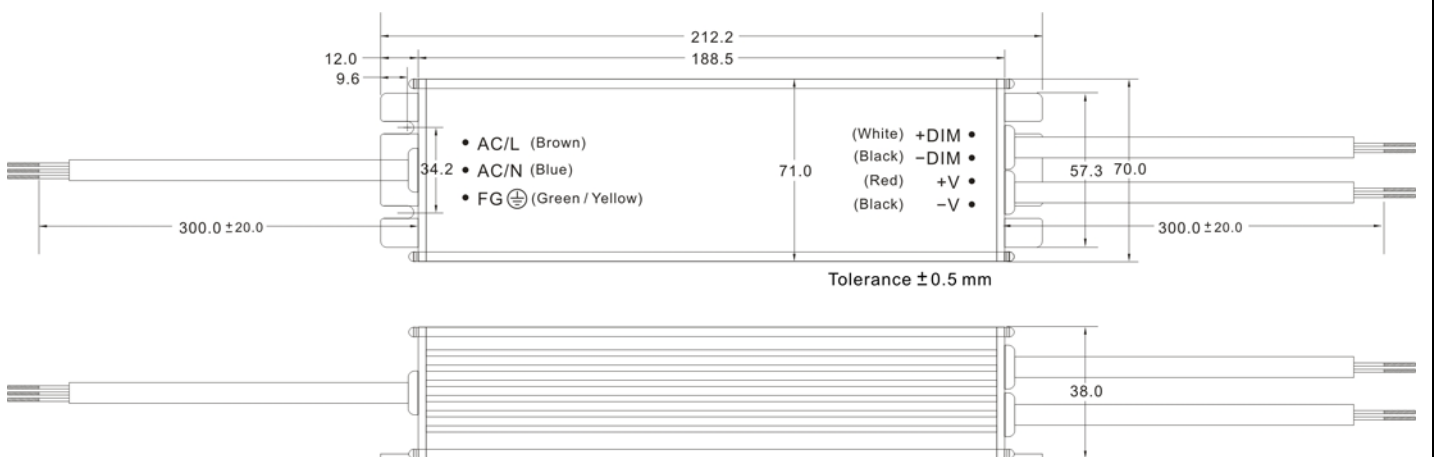 212.2
12.0
188.5
9.6
AC/L (Brown)
(White) +DIM
34.2
AC/N (Blue)
71.0
(Black) −DIM
57.3
70.0
(Red) +V
FG (Green / Yellow)
(Black) −V
300.0 ±20.0
300.0 ±20.0
Tolerance ±0.5 mm
38.0